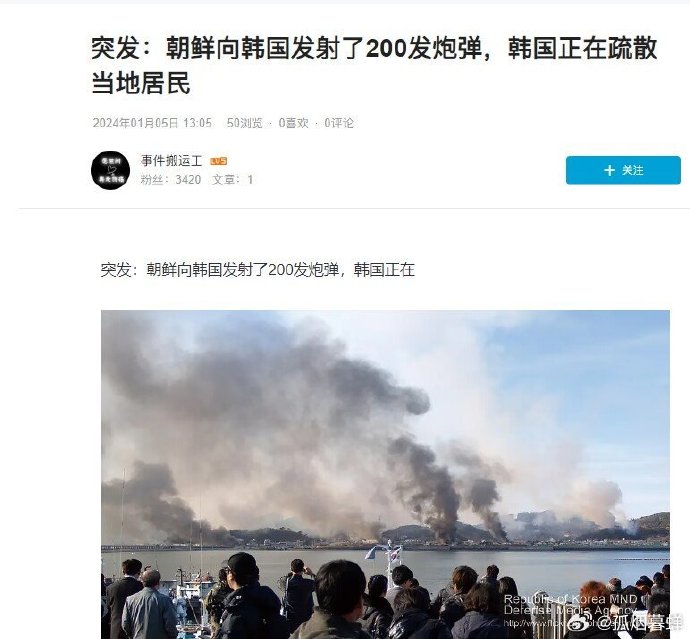 突发：朝鲜向韩国发射了200发炮弹，韩国正在疏散
当地居民
2024年01月05日 13:05 50浏览 · 0喜欢 · 0评论
事件搬运工 LV5
粉丝：3420 文章：1
+ 关注
突发：朝鲜向韩国发射了200发炮弹，韩国正在
Republic of Korea MND
Defense Media Agency
@孤烟暮蝉